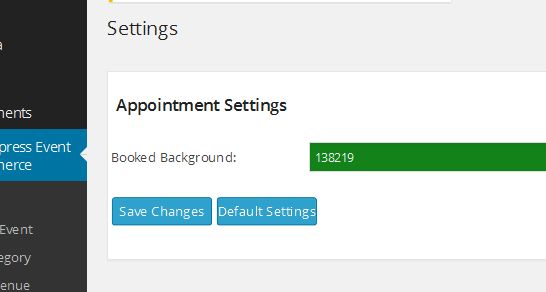 Settings
Appointment Settings
Booked Background:
138219
Save Changes
Default Settings
a
ments
press Event
merce
Event
egory
enue